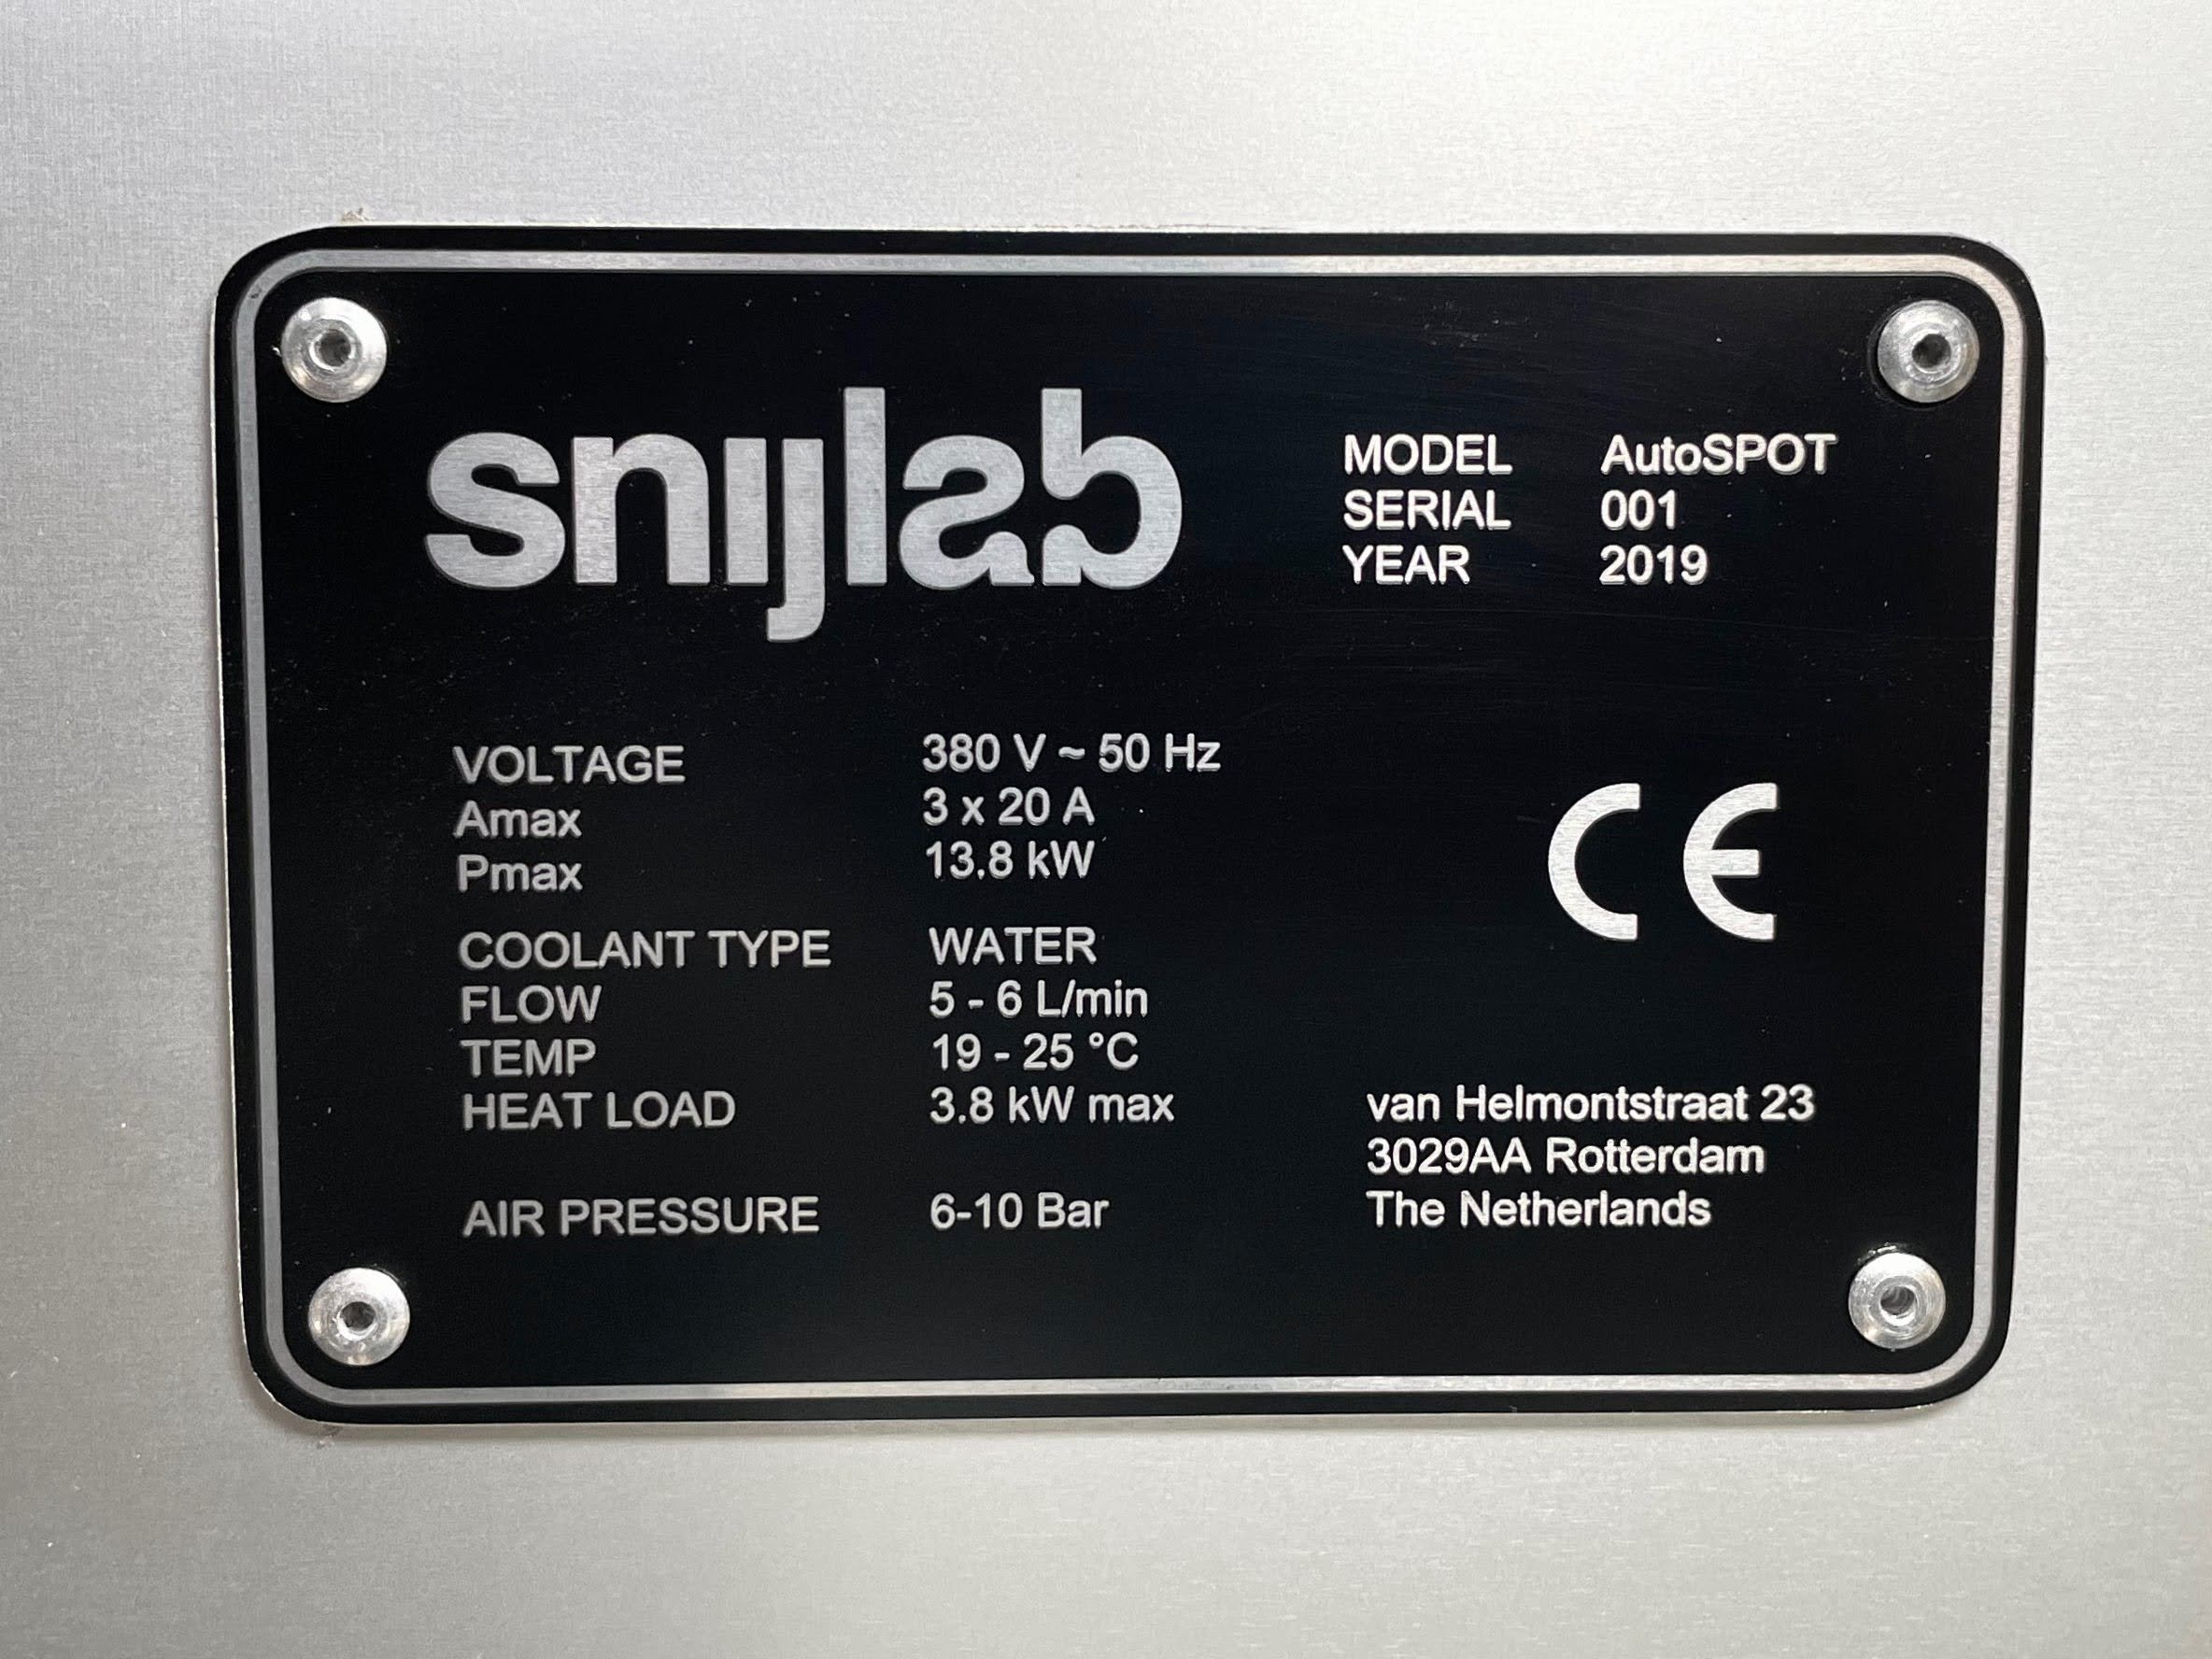 snijlab
MODEL AutoSPOT
SERIAL 001
YEAR 2019
VOLTAGE 380 V ~ 50 Hz
Amax 3 x 20 A
Pmax 13.8 kW
COOLANT TYPE WATER
FLOW 5 - 6 L/min
TEMP 19 - 25 °C
HEAT LOAD 3.8 kW max
AIR PRESSURE 6-10 Bar
CE
van Helmontstraat 23
3029AA Rotterdam
The Netherlands